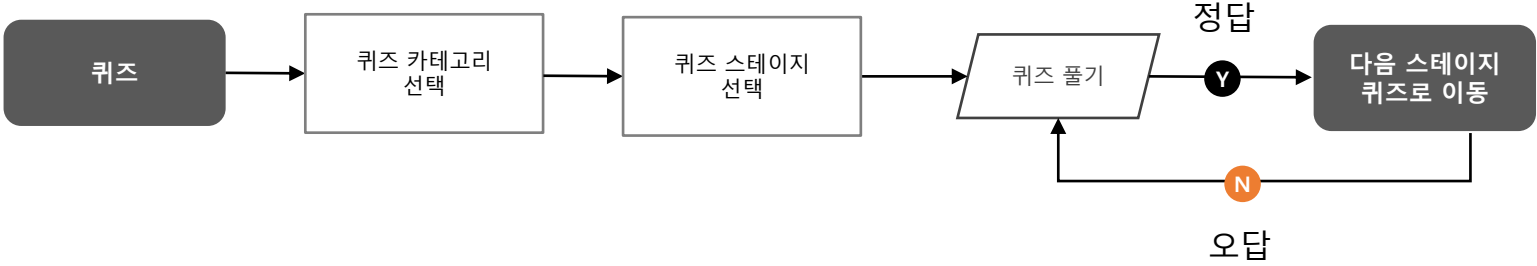 정답
퀴즈
퀴즈 카테고리
선택
퀴즈 스테이지
선택
퀴즈 풀기
Y
다음 스테이지
퀴즈로 이동
N
오답